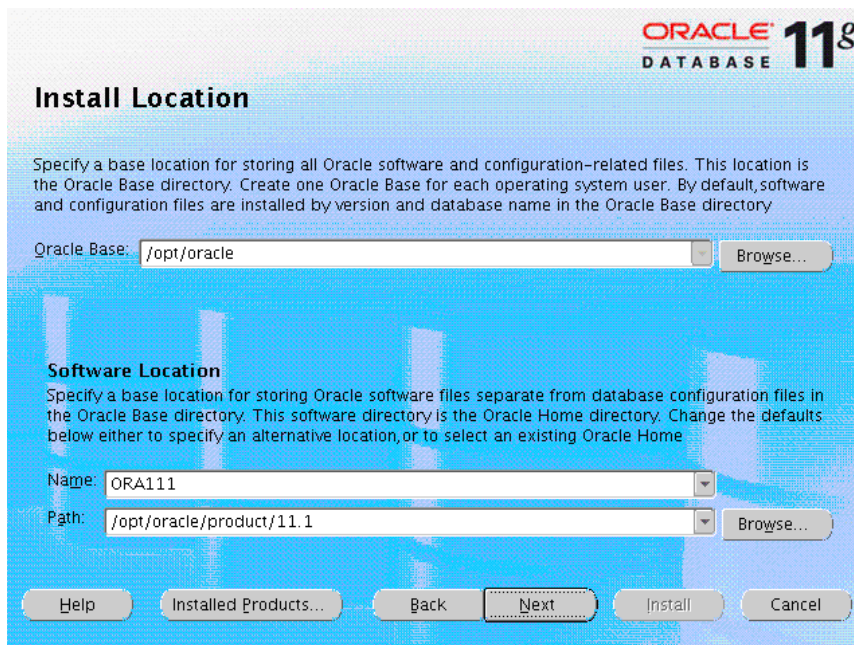 ORACLE 11g
DATABASE
Install Location
Specify a base location for storing all Oracle software and configuration-related files. This location is
the Oracle Base directory. Create one Oracle Base for each operating system user. By default, software
and configuration files are installed by version and database name in the Oracle Base directory
Oracle Base: /opt/oracle Browse...
Software Location
Specify a base location for storing Oracle software files separate from database configuration files in
the Oracle Base directory. This software directory is the Oracle Home directory. Change the defaults
below either to specify an alternative location, or to select an existing Oracle Home
Name: ORA111
Path: /opt/oracle/product/11.1 Browse...
Help Installed Products... Back Next Install Cancel